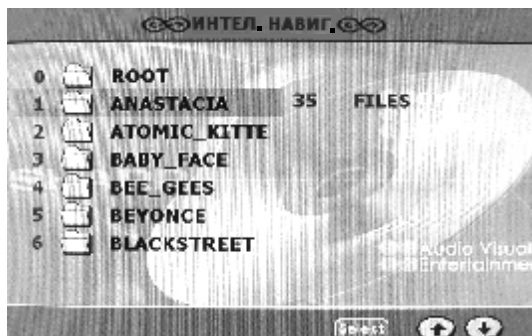 ИНТЕЛ. НАВИГ.
0 ROOT
1 ANASTACIA 35 FILES
2 ATOMIC_KITTE
3 BABY_FACE
4 BEE_GEES
5 BEYONCE
6 BLACKSTREET
Audio Visual
Entertainme
Select